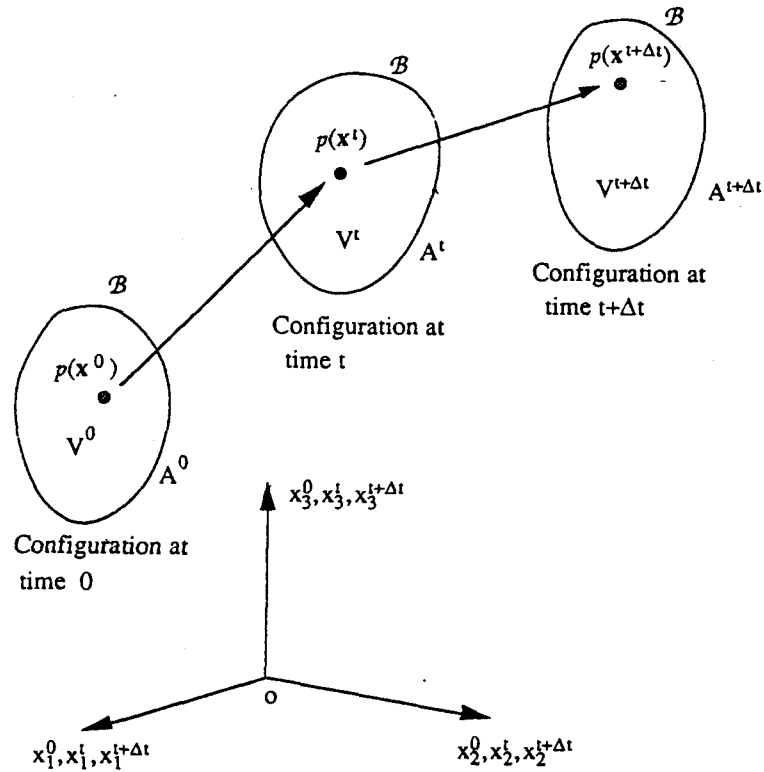 ℬ
p(x^{t+Δt})
V^{t+Δt}
A^{t+Δt}
Configuration at
time t+Δt
ℬ
p(x^t)
V^t
A^t
Configuration at
time t
ℬ
p(x^0)
V^0
A^0
Configuration at
time 0
x_3^0, x_3^t, x_3^{t+Δt}
o
x_1^0, x_1^t, x_1^{t+Δt}
x_2^0, x_2^t, x_2^{t+Δt}